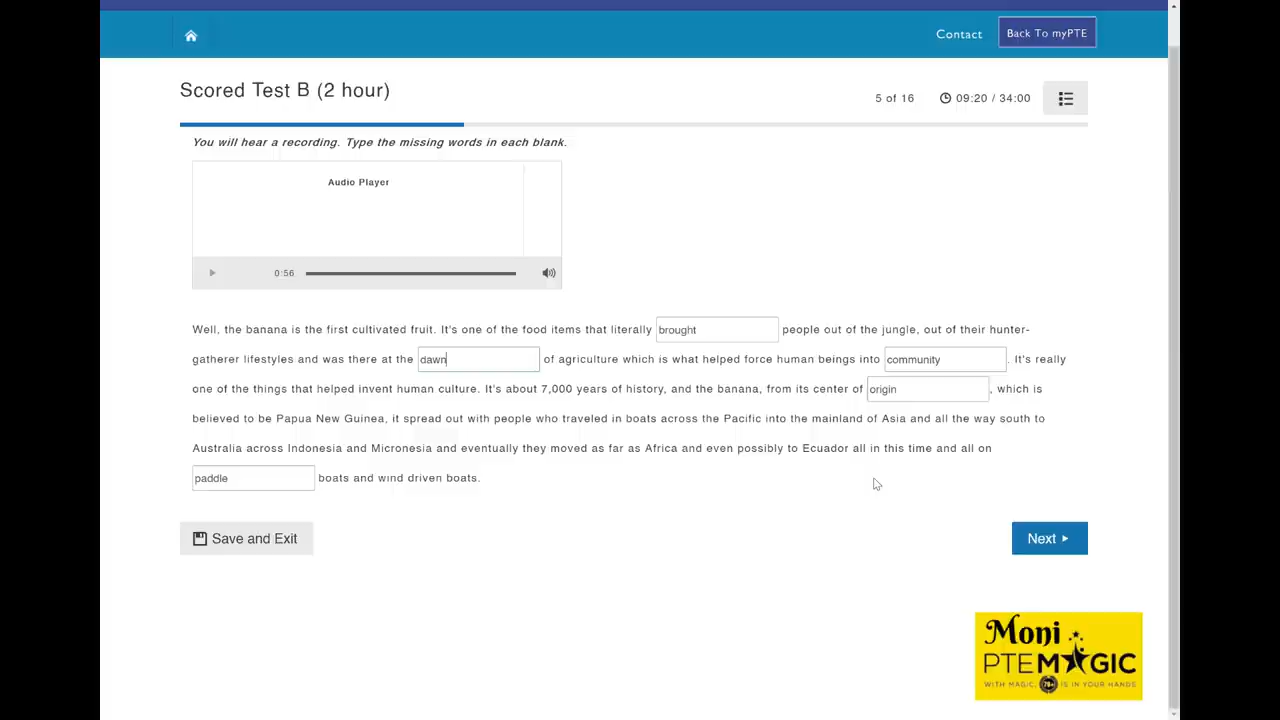 Contact
Back To myPTE
Scored Test B (2 hour)
5 of 16
09:20 / 34:00
You will hear a recording. Type the missing words in each blank.
Audio Player
0:56
Well, the banana is the first cultivated fruit. It's one of the food items that literally brought people out of the jungle, out of their hunter-
gatherer lifestyles and was there at the dawn of agriculture which is what helped force human beings into community . It's really
one of the things that helped invent human culture. It's about 7,000 years of history, and the banana, from its center of origin , which is
believed to be Papua New Guinea, it spread out with people who traveled in boats across the Pacific into the mainland of Asia and all the way south to
Australia across Indonesia and Micronesia and eventually they moved as far as Africa and even possibly to Ecuador all in this time and all on
paddle boats and wind driven boats.
Save and Exit
Next
Moni
PTEMAGIC
WITH MAGIC, 79+ IS IN YOUR HANDS